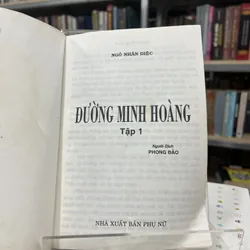 NGÔ NHÂN DIỆC
ĐƯỜNG MINH HOÀNG
Tập 1
Người Dịch
PHONG ĐẢO
NHÀ XUẤT BẢN PHỤ NỮ